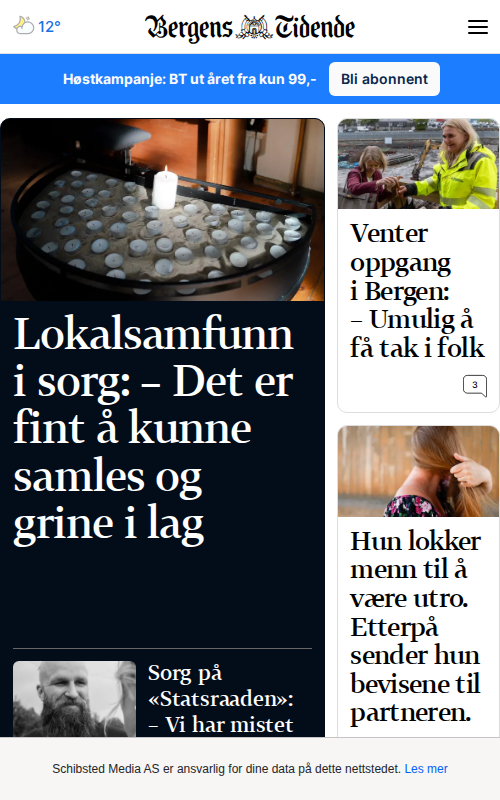 12°
Bergens Tidende
Høstkampanje: BT ut året fra kun 99,-
Bli abonnent
Lokalsamfunn
i sorg: – Det er
fint å kunne
samles og
grine i lag
Sorg på
«Statsraaden»:
– Vi har mistet
Venter
oppgang
i Bergen:
– Umulig å
få tak i folk
3
Hun lokker
menn til å
være utro.
Etterpå
sender hun
bevisene til
partneren.
Schibsted Media AS er ansvarlig for dine data på dette nettstedet. Les mer